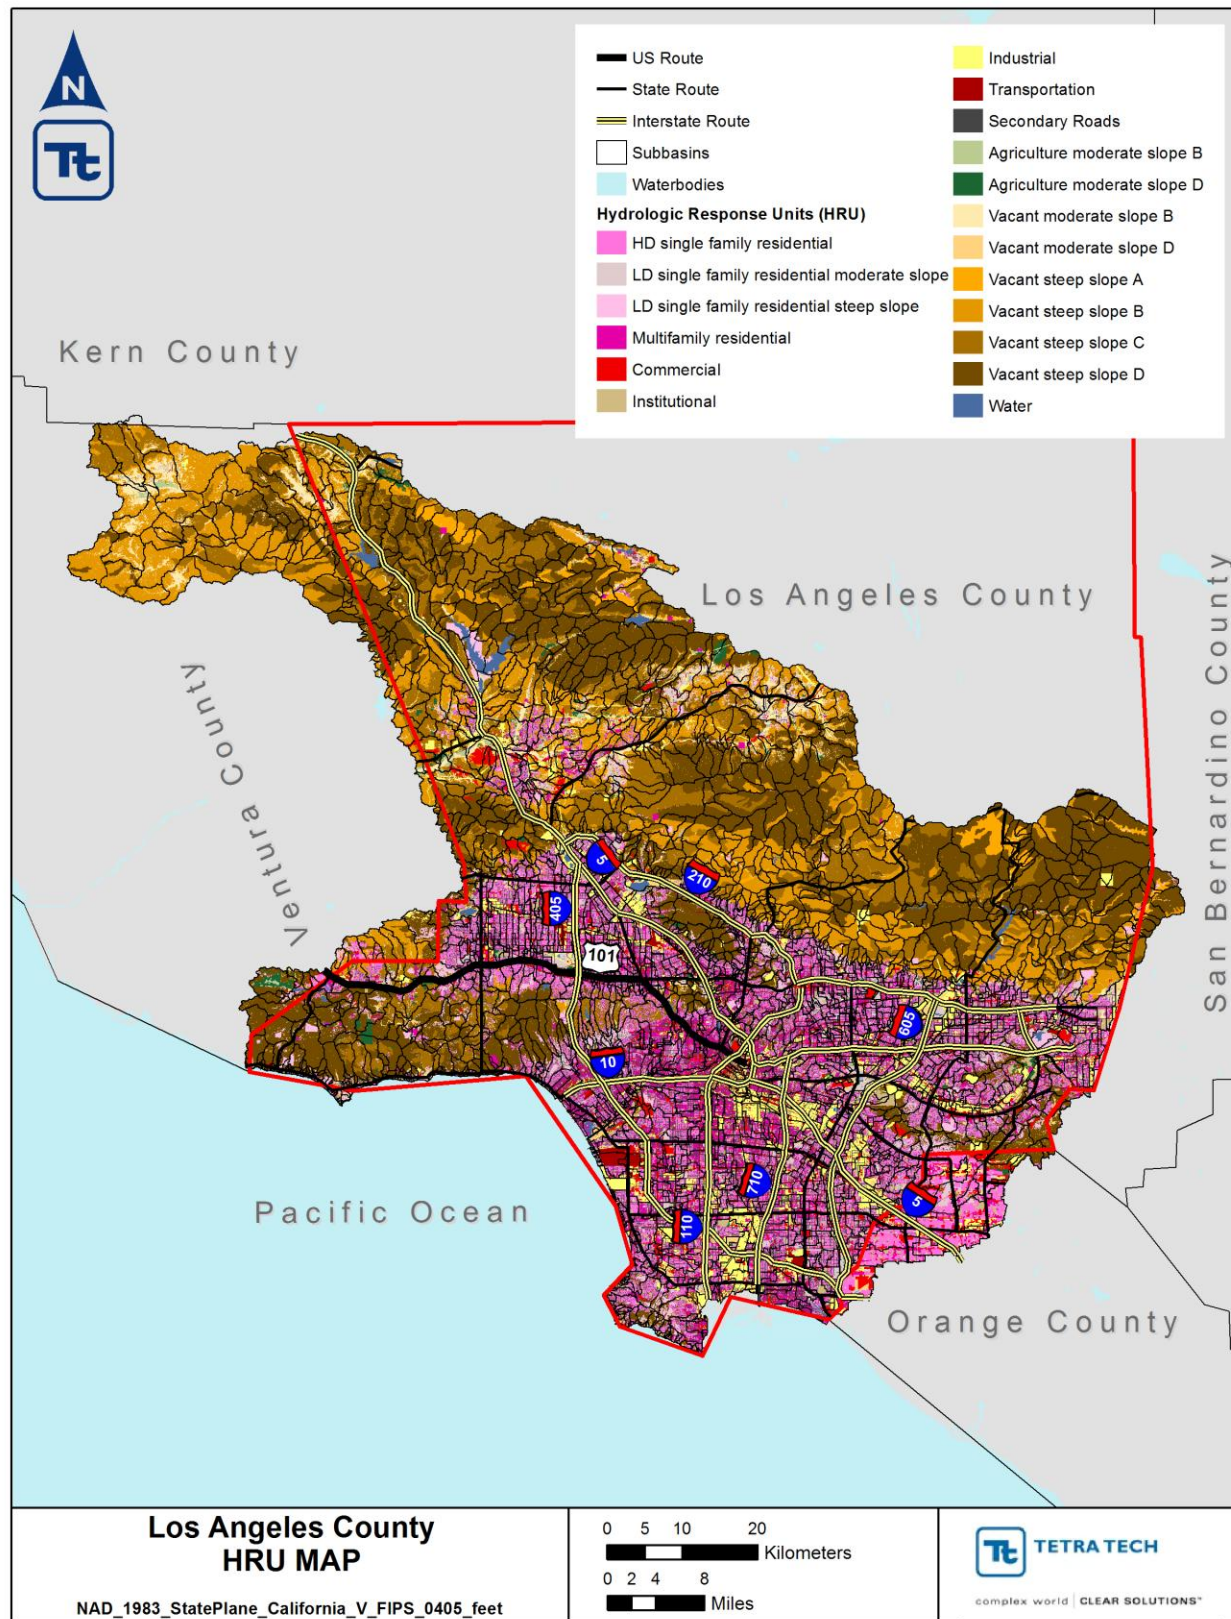 N
Tt
US Route
State Route
Interstate Route
Subbasins
Waterbodies
Hydrologic Response Units (HRU)
HD single family residential
LD single family residential moderate slope
LD single family residential steep slope
Multifamily residential
Commercial
Institutional
Industrial
Transportation
Secondary Roads
Agriculture moderate slope B
Agriculture moderate slope D
Vacant moderate slope B
Vacant moderate slope D
Vacant steep slope A
Vacant steep slope B
Vacant steep slope C
Vacant steep slope D
Water
Kern County
Los Angeles County
Ventura County
San Bernardino County
5
210
405
101
605
10
710
5
110
Pacific Ocean
Orange County
Los Angeles County
HRU MAP
NAD_1983_StatePlane_California_V_FIPS_0405_feet
0 5 10 20
Kilometers
0 2 4 8
Miles
Tt TETRA TECH
complex world | CLEAR SOLUTIONS™